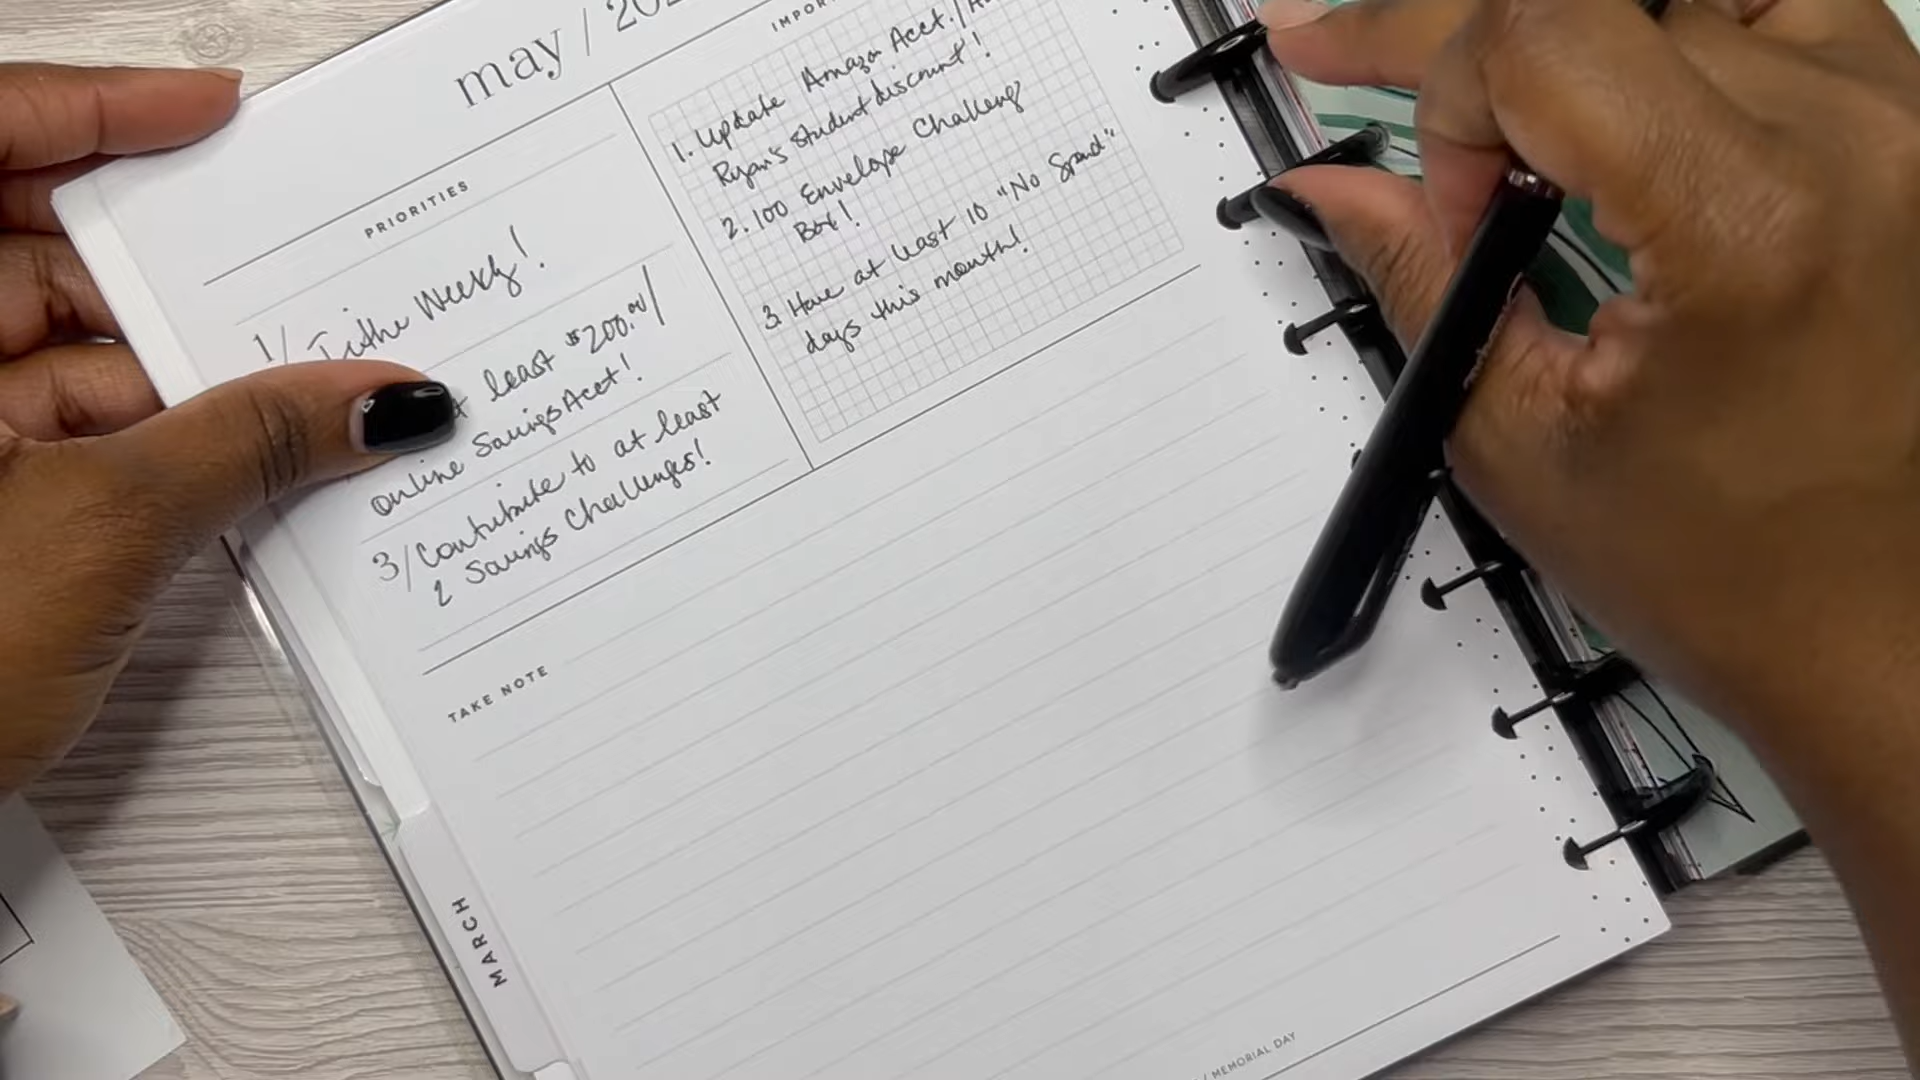 may / 202
PRIORITIES
1/ Tithe Weekly!
least $200.00/
online Savings Acct!
3/ Contribute to at least
2 Savings Challenges!
IMPOR
1. Update Amazon Acct./
Ryan's student discount!
2. 100 Envelope Challeng
Box!
3. Have at least 10 "No Spend"
days this month!
TAKE NOTE
MARCH
/ MEMORIAL DAY